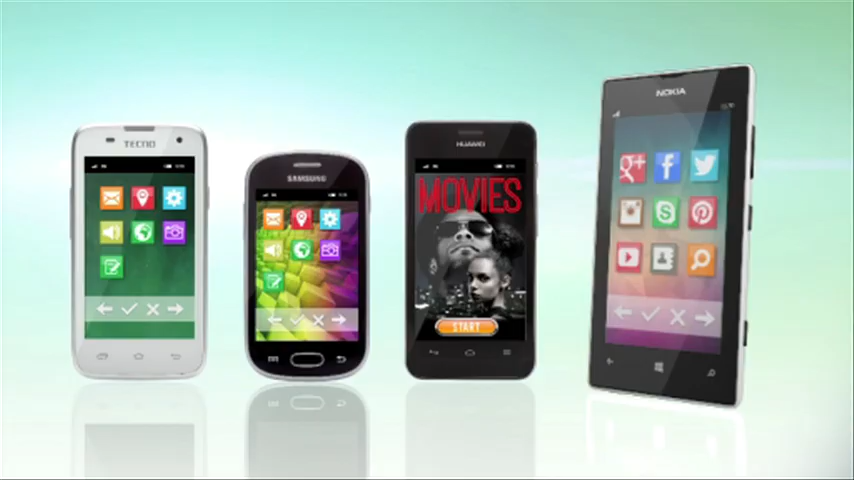 TECNO
SAMSUNG
HUAWEI
NOKIA
MOVIES
START
g+
f